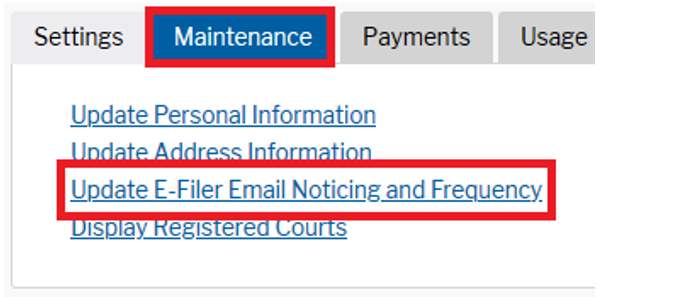 Settings Maintenance Payments Usage
Update Personal Information
Update Address Information
Update E-Filer Email Noticing and Frequency
Display Registered Courts